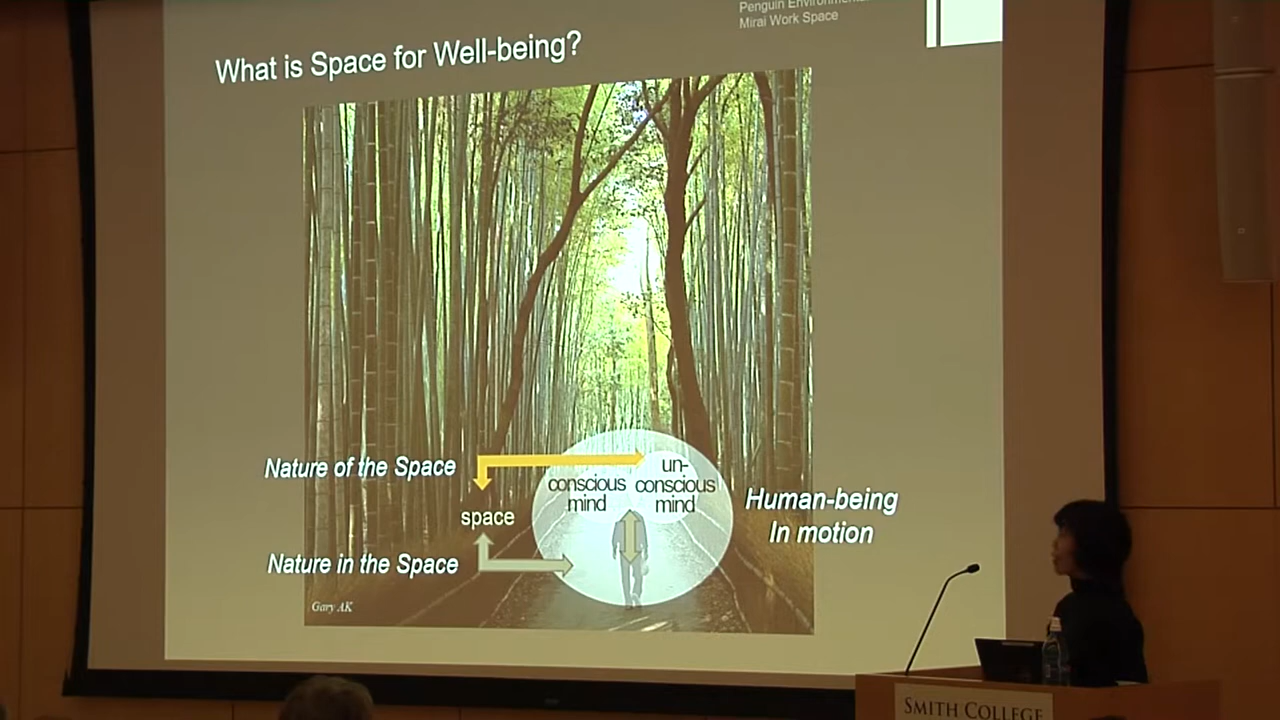 Penguin
Mirai Work Space
What is Space for Well-being?
Nature of the Space
conscious
mind
un-
conscious
mind
space
Human-being
In motion
Nature in the Space
Gary AK
SMITH COLLEGE